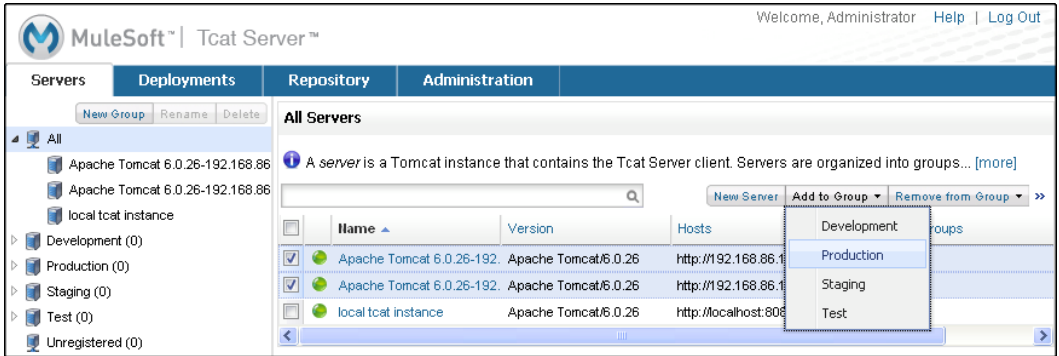 Welcome, Administrator Help | Log Out
MuleSoft™ | Tcat Server™
Servers Deployments Repository Administration
New Group Rename Delete
All
Apache Tomcat 6.0.26-192.168.86
Apache Tomcat 6.0.26-192.168.86
local tcat instance
Development (0)
Production (0)
Staging (0)
Test (0)
Unregistered (0)
All Servers
A server is a Tomcat instance that contains the Tcat Server client. Servers are organized into groups... [more]
New Server Add to Group Remove from Group »
Name Version Hosts roups
Apache Tomcat 6.0.26-192. Apache Tomcat/6.0.26 http://192.168.86.1
Apache Tomcat 6.0.26-192. Apache Tomcat/6.0.26 http://192.168.86.1
local tcat instance Apache Tomcat/6.0.26 http://localhost:808
Development
Production
Staging
Test